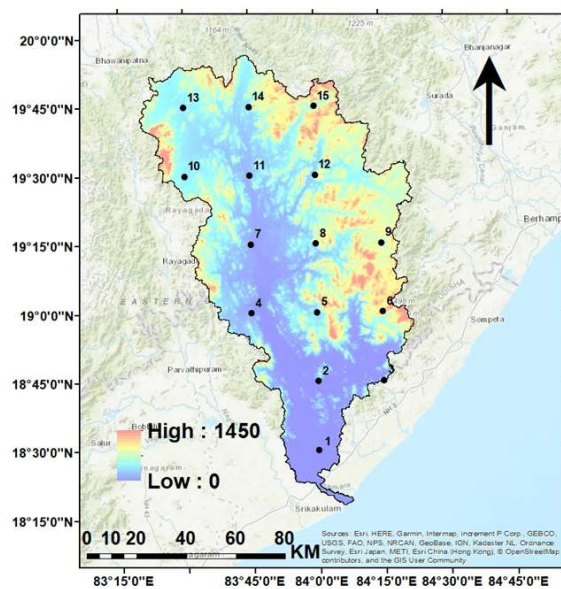 20°0'0"N
19°45'0"N
19°30'0"N
19°15'0"N
19°0'0"N
18°45'0"N
18°30'0"N
18°15'0"N
1225 m
Bhawanipatna
Bhanjanagar
Surada
Ganjam
13
14
15
10
11
12
Rayagada
Berhamp
7
8
9
Rayagad
EASTERN
4
5
6
Sompeta
Parvathipuram
2
1
Salur
High : 1450
Low : 0
Srikakulam
0 10 20 40 60 80
KM
Sources: Esri, HERE, Garmin, Intermap, increment P Corp., GEBCO,
USGS, FAO, NPS, NRCAN, GeoBase, IGN, Kadaster NL, Ordnance
Survey, Esri Japan, METI, Esri China (Hong Kong), © OpenStreetMap
contributors, and the GIS User Community
83°15'0"E 83°45'0"E 84°0'0"E 84°15'0"E 84°30'0"E 84°45'0"E